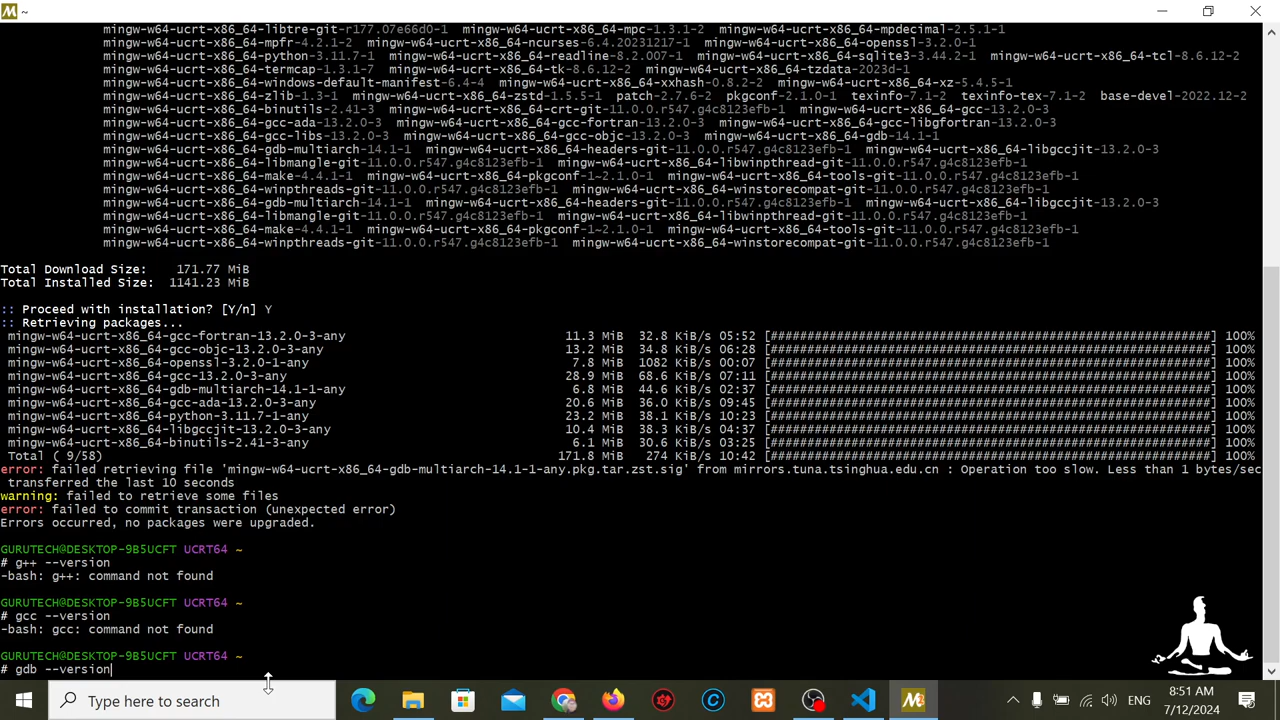 ~
mingw-w64-ucrt-x86_64-libtre-git-r177.07e66d0-1 mingw-w64-ucrt-x86_64-mpc-1.3.1-2 mingw-w64-ucrt-x86_64-mpdecimal-2.5.1-1
mingw-w64-ucrt-x86_64-mpfr-4.2.1-2 mingw-w64-ucrt-x86_64-ncurses-6.4.20231217-1 mingw-w64-ucrt-x86_64-openssl-3.2.0-1
mingw-w64-ucrt-x86_64-python-3.11.7-1 mingw-w64-ucrt-x86_64-readline-8.2.007-1 mingw-w64-ucrt-x86_64-sqlite3-3.44.2-1 mingw-w64-ucrt-x86_64-tcl-8.6.12-2
mingw-w64-ucrt-x86_64-termcap-1.3.1-7 mingw-w64-ucrt-x86_64-tk-8.6.12-2 mingw-w64-ucrt-x86_64-tzdata-2023d-1
mingw-w64-ucrt-x86_64-windows-default-manifest-6.4-4 mingw-w64-ucrt-x86_64-xxhash-0.8.2-2 mingw-w64-ucrt-x86_64-xz-5.4.5-1
mingw-w64-ucrt-x86_64-zlib-1.3-1 mingw-w64-ucrt-x86_64-zstd-1.5.5-1 patch-2.7.6-2 pkgconf-2.1.0-1 texinfo-7.1-2 texinfo-tex-7.1-2 base-devel-2022.12-2
mingw-w64-ucrt-x86_64-binutils-2.41-3 mingw-w64-ucrt-x86_64-crt-git-11.0.0.r547.g4c8123efb-1 mingw-w64-ucrt-x86_64-gcc-13.2.0-3
mingw-w64-ucrt-x86_64-gcc-ada-13.2.0-3 mingw-w64-ucrt-x86_64-gcc-fortran-13.2.0-3 mingw-w64-ucrt-x86_64-gcc-libgfortran-13.2.0-3
mingw-w64-ucrt-x86_64-gcc-libs-13.2.0-3 mingw-w64-ucrt-x86_64-gcc-objc-13.2.0-3 mingw-w64-ucrt-x86_64-gdb-14.1-1
mingw-w64-ucrt-x86_64-gdb-multiarch-14.1-1 mingw-w64-ucrt-x86_64-headers-git-11.0.0.r547.g4c8123efb-1 mingw-w64-ucrt-x86_64-libgccjit-13.2.0-3
mingw-w64-ucrt-x86_64-libmangle-git-11.0.0.r547.g4c8123efb-1 mingw-w64-ucrt-x86_64-libwinpthread-git-11.0.0.r547.g4c8123efb-1
mingw-w64-ucrt-x86_64-make-4.4.1-1 mingw-w64-ucrt-x86_64-pkgconf-1~2.1.0-1 mingw-w64-ucrt-x86_64-tools-git-11.0.0.r547.g4c8123efb-1
mingw-w64-ucrt-x86_64-winpthreads-git-11.0.0.r547.g4c8123efb-1 mingw-w64-ucrt-x86_64-winstorecompat-git-11.0.0.r547.g4c8123efb-1
mingw-w64-ucrt-x86_64-gdb-multiarch-14.1-1 mingw-w64-ucrt-x86_64-headers-git-11.0.0.r547.g4c8123efb-1 mingw-w64-ucrt-x86_64-libgccjit-13.2.0-3
mingw-w64-ucrt-x86_64-libmangle-git-11.0.0.r547.g4c8123efb-1 mingw-w64-ucrt-x86_64-libwinpthread-git-11.0.0.r547.g4c8123efb-1
mingw-w64-ucrt-x86_64-make-4.4.1-1 mingw-w64-ucrt-x86_64-pkgconf-1~2.1.0-1 mingw-w64-ucrt-x86_64-tools-git-11.0.0.r547.g4c8123efb-1
mingw-w64-ucrt-x86_64-winpthreads-git-11.0.0.r547.g4c8123efb-1 mingw-w64-ucrt-x86_64-winstorecompat-git-11.0.0.r547.g4c8123efb-1
Total Download Size: 171.77 MiB
Total Installed Size: 1141.23 MiB
:: Proceed with installation? [Y/n] Y
:: Retrieving packages...
mingw-w64-ucrt-x86_64-gcc-fortran-13.2.0-3-any 11.3 MiB 32.8 KiB/s 05:52 [############################################################] 100%
mingw-w64-ucrt-x86_64-gcc-objc-13.2.0-3-any 13.2 MiB 34.8 KiB/s 06:28 [############################################################] 100%
mingw-w64-ucrt-x86_64-openssl-3.2.0-1-any 7.8 MiB 1082 KiB/s 00:07 [############################################################] 100%
mingw-w64-ucrt-x86_64-gcc-13.2.0-3-any 28.9 MiB 68.6 KiB/s 07:11 [############################################################] 100%
mingw-w64-ucrt-x86_64-gdb-multiarch-14.1-1-any 6.8 MiB 44.6 KiB/s 02:37 [############################################################] 100%
mingw-w64-ucrt-x86_64-gcc-ada-13.2.0-3-any 20.6 MiB 36.0 KiB/s 09:45 [############################################################] 100%
mingw-w64-ucrt-x86_64-python-3.11.7-1-any 23.2 MiB 38.1 KiB/s 10:23 [############################################################] 100%
mingw-w64-ucrt-x86_64-libgccjit-13.2.0-3-any 10.4 MiB 38.3 KiB/s 04:37 [############################################################] 100%
mingw-w64-ucrt-x86_64-binutils-2.41-3-any 6.1 MiB 30.6 KiB/s 03:25 [############################################################] 100%
Total ( 9/58) 171.8 MiB 274 KiB/s 10:42 [############################################################] 100%
error: failed retrieving file 'mingw-w64-ucrt-x86_64-gdb-multiarch-14.1-1-any.pkg.tar.zst.sig' from mirrors.tuna.tsinghua.edu.cn : Operation too slow. Less than 1 bytes/sec
transferred the last 10 seconds
warning: failed to retrieve some files
error: failed to commit transaction (unexpected error)
Errors occurred, no packages were upgraded.
GURUTECH@DESKTOP-9B5UCFT UCRT64 ~
# g++ --version
-bash: g++: command not found
GURUTECH@DESKTOP-9B5UCFT UCRT64 ~
# gcc --version
-bash: gcc: command not found
GURUTECH@DESKTOP-9B5UCFT UCRT64 ~
# gdb --version
Type here to search
ENG
8:51 AM
7/12/2024